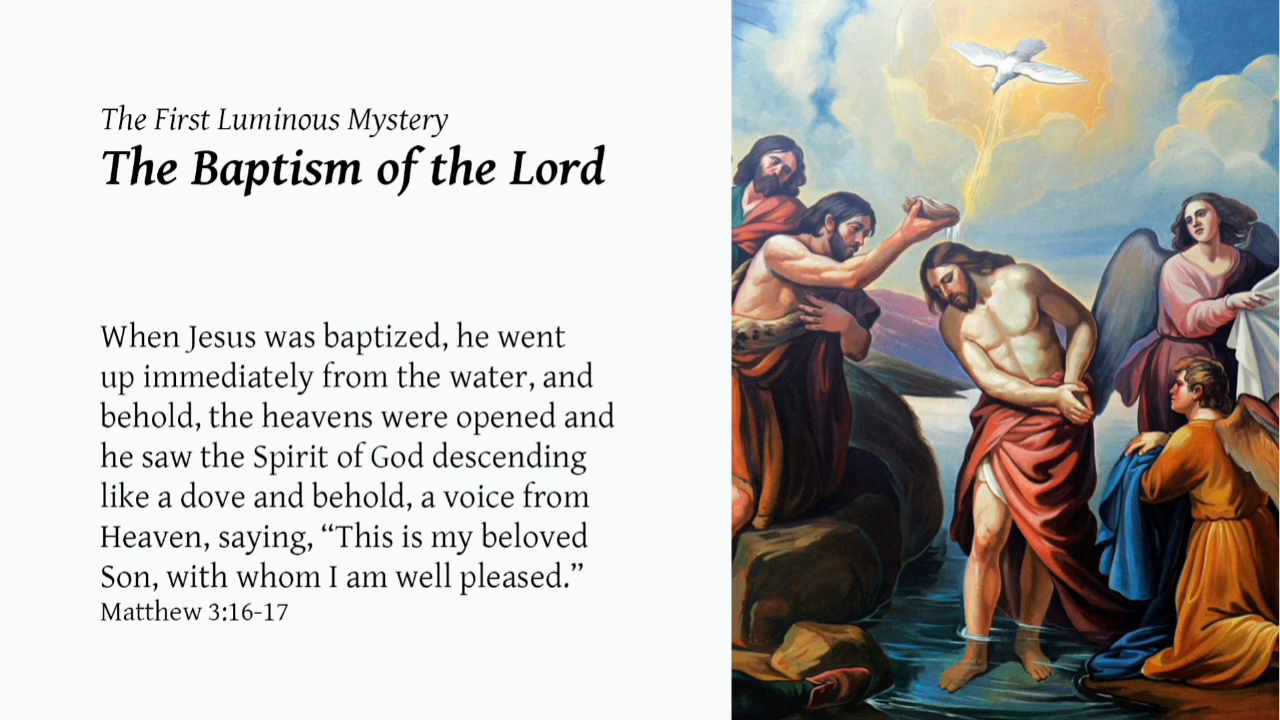 The First Luminous Mystery
The Baptism of the Lord
When Jesus was baptized, he went
up immediately from the water, and
behold, the heavens were opened and
he saw the Spirit of God descending
like a dove and behold, a voice from
Heaven, saying, “This is my beloved
Son, with whom I am well pleased.”
Matthew 3:16-17